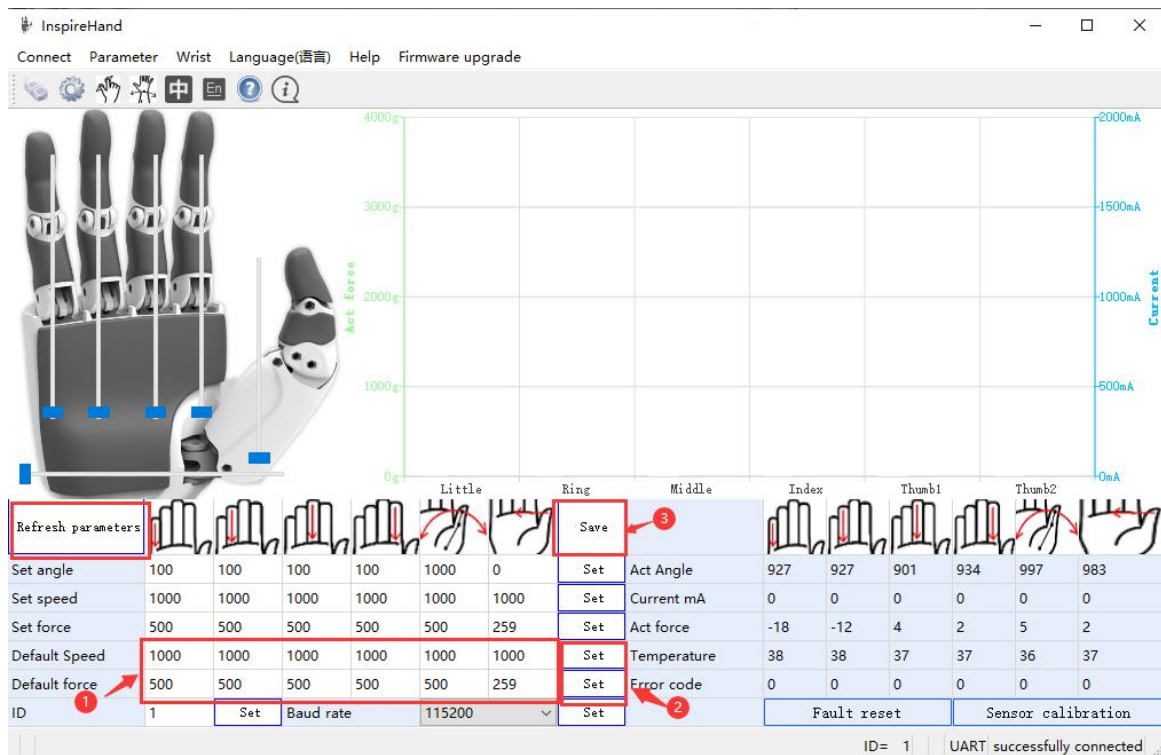 InspireHand
Connect Parameter Wrist Language(语言) Help Firmware upgrade
中 En ? i
4000g 2000mA
3000g 1500mA
Act force
2000g 1000mA
Current
1000g 500mA
0g 0mA
Little Ring Middle Index Thumb1 Thumb2
Refresh parameters Save 3
Set angle 100 100 100 100 1000 0 Set Act Angle 927 927 901 934 997 983
Set speed 1000 1000 1000 1000 1000 1000 Set Current mA 0 0 0 0 0 0
Set force 500 500 500 500 500 259 Set Act force -18 -12 4 2 5 2
Default Speed 1000 1000 1000 1000 1000 1000 Set Temperature 38 38 37 37 36 37
Default force 500 500 500 500 500 259 Set Error code 0 0 0 0 0 0
1 2
ID 1 Set Baud rate 115200 Set Fault reset Sensor calibration
ID= 1 UART successfully connected